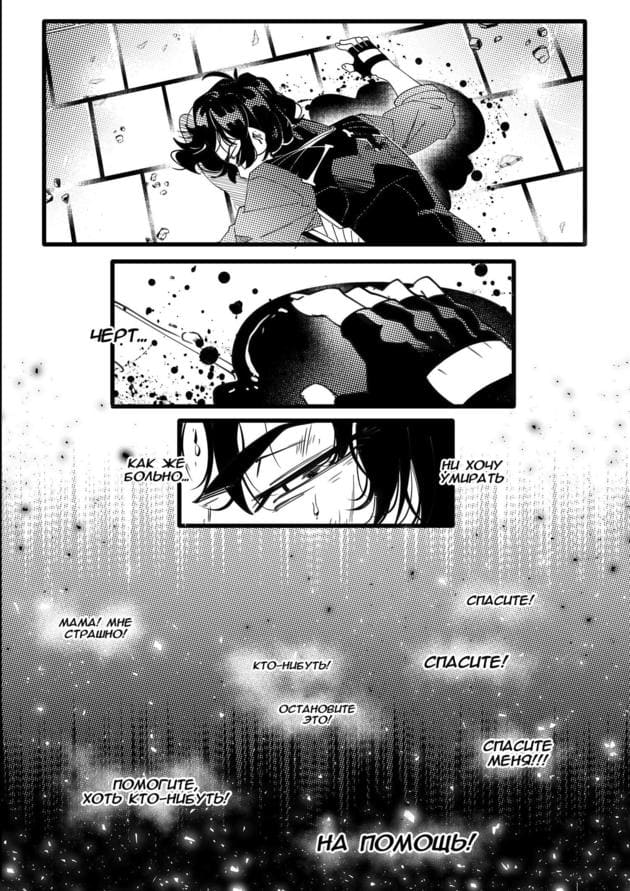 ЧЕРТ...
КАК ЖЕ
БОЛЬНО...
НИ ХОЧУ
УМИРАТЬ
СПАСИТЕ!
МАМА! МНЕ
СТРАШНО!
КТО-НИБУТЬ!
СПАСИТЕ!
ОСТАНОВИТЕ
ЭТО!
СПАСИТЕ
МЕНЯ!!!
ПОМОГИТЕ,
ХОТЬ КТО-НИБУТЬ!
НА ПОМОЩЬ!